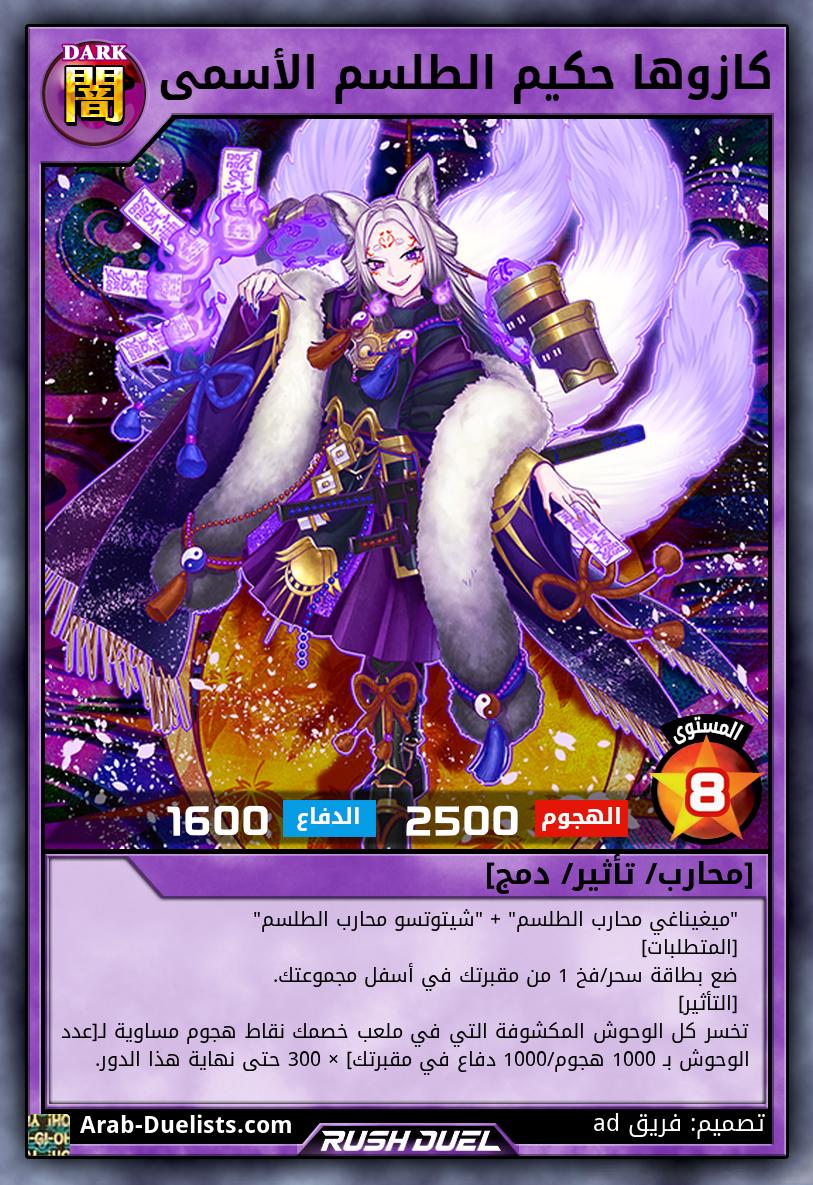 DARK
闇
كازوها حكيم الطلسم الأسمى
المستوى
8
الهجوم 2500 الدفاع 1600
[محارب/ تأثير/ دمج]
"ميغيناغي محارب الطلسم" + "شيتوتسو محارب الطلسم"
[المتطلبات]
ضع بطاقة سحر/فخ 1 من مقبرتك في أسفل مجموعتك.
[التأثير]
تخسر كل الوحوش المكشوفة التي في ملعب خصمك نقاط هجوم مساوية لـ[عدد
الوحوش بـ 1000 هجوم/1000 دفاع في مقبرتك] × 300 حتى نهاية هذا الدور.
تصميم: فريق ad
Arab-Duelists.com
RUSH DUEL